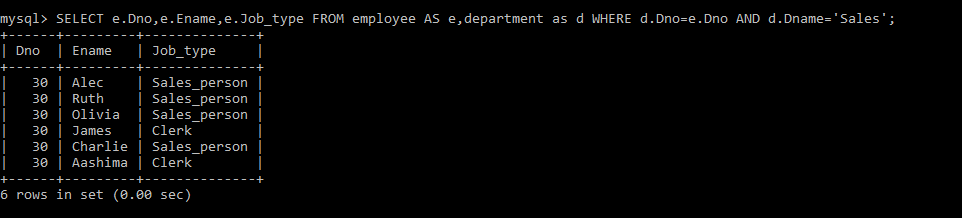 mysql> SELECT e.Dno,e.Ename,e.Job_type FROM employee AS e,department as d WHERE d.Dno=e.Dno AND d.Dname='Sales';
+------+---------+--------------+
| Dno  | Ename   | Job_type     |
+------+---------+--------------+
|   30 | Alec    | Sales_person |
|   30 | Ruth    | Sales_person |
|   30 | Olivia  | Sales_person |
|   30 | James   | Clerk        |
|   30 | Charlie | Sales_person |
|   30 | Aashima | Clerk        |
+------+---------+--------------+
6 rows in set (0.00 sec)